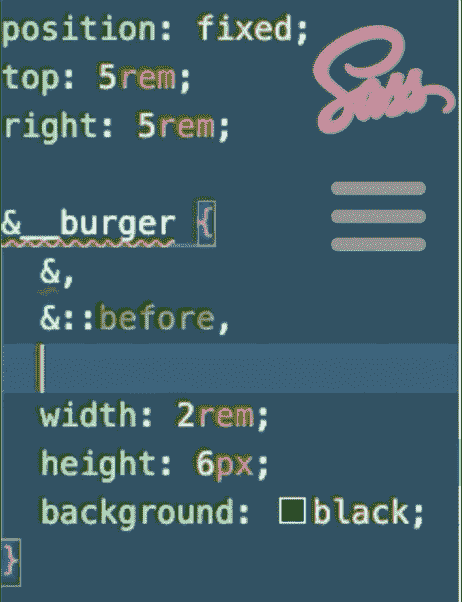 position: fixed;
top: 5rem;
right: 5rem;
Sass
&__burger {
&,
&::before,
width: 2rem;
height: 6px;
background: black;
}